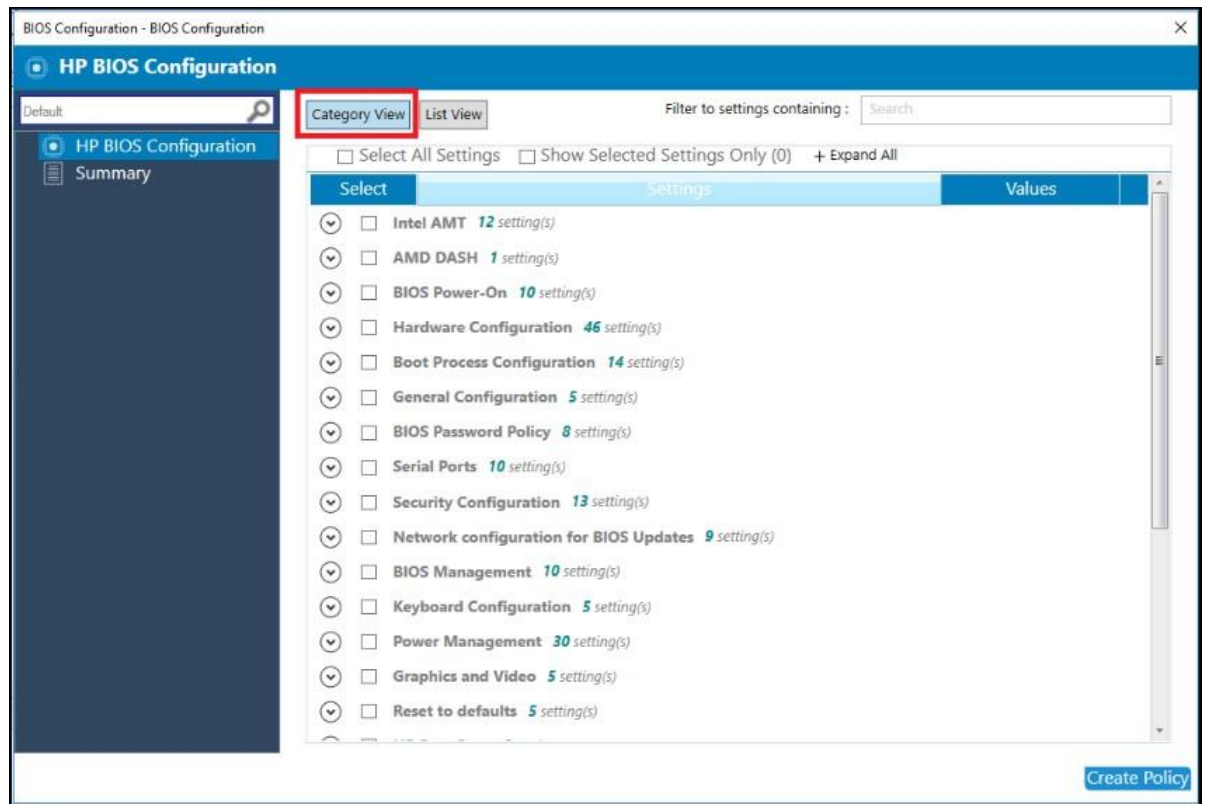 BIOS Configuration - BIOS Configuration
HP BIOS Configuration
Default
HP BIOS Configuration
Summary
Category View List View Filter to settings containing : Search
Select All Settings Show Selected Settings Only (0) + Expand All
Select Settings Values
Intel AMT 12 setting(s)
AMD DASH 1 setting(s)
BIOS Power-On 10 setting(s)
Hardware Configuration 46 setting(s)
Boot Process Configuration 14 setting(s)
General Configuration 5 setting(s)
BIOS Password Policy 8 setting(s)
Serial Ports 10 setting(s)
Security Configuration 13 setting(s)
Network configuration for BIOS Updates 9 setting(s)
BIOS Management 10 setting(s)
Keyboard Configuration 5 setting(s)
Power Management 30 setting(s)
Graphics and Video 5 setting(s)
Reset to defaults 5 setting(s)
Create Policy